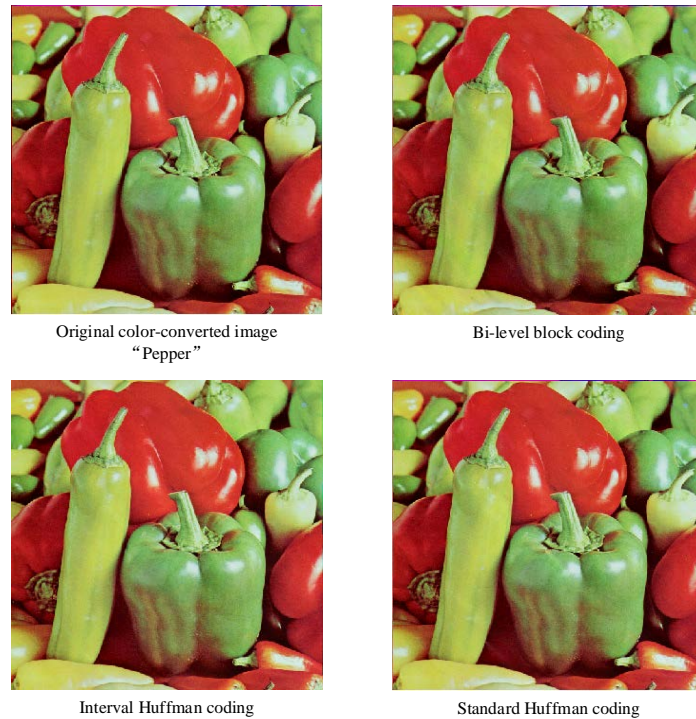 Original color-converted image
“Pepper”
Bi-level block coding
Interval Huffman coding
Standard Huffman coding